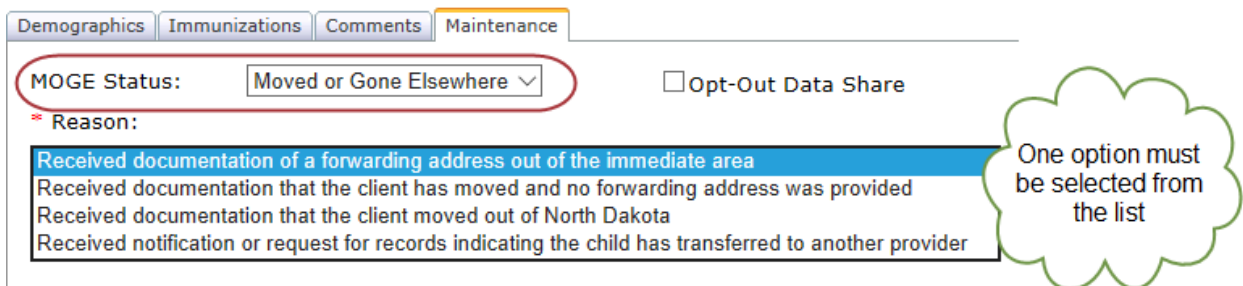 Demographics Immunizations Comments Maintenance
MOGE Status: Moved or Gone Elsewhere Opt-Out Data Share
* Reason:
Received documentation of a forwarding address out of the immediate area
Received documentation that the client has moved and no forwarding address was provided
Received documentation that the client moved out of North Dakota
Received notification or request for records indicating the child has transferred to another provider
One option must
be selected from
the list